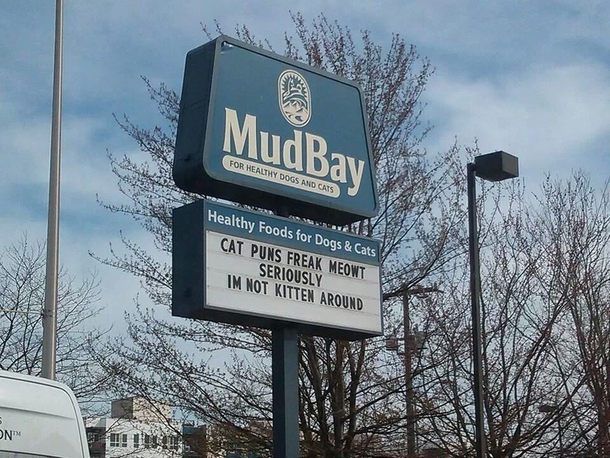 MudBay
FOR HEALTHY DOGS AND CATS
Healthy Foods for Dogs & Cats
CAT PUNS FREAK MEOWT
SERIOUSLY
IM NOT KITTEN AROUND